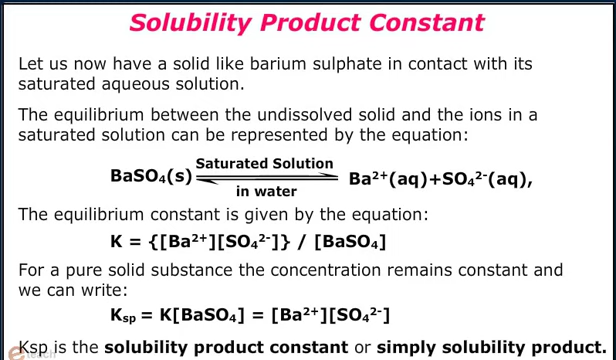 Solubility Product Constant
Let us now have a solid like barium sulphate in contact with its
saturated aqueous solution.
The equilibrium between the undissolved solid and the ions in a
saturated solution can be represented by the equation:
BaSO₄(s) Saturated Solution in water Ba²⁺(aq)+SO₄²⁻(aq),
The equilibrium constant is given by the equation:
K = {[Ba²⁺][SO₄²⁻]} / [BaSO₄]
For a pure solid substance the concentration remains constant and
we can write:
Kₛₚ = K[BaSO₄] = [Ba²⁺][SO₄²⁻]
Ksp is the solubility product constant or simply solubility product.